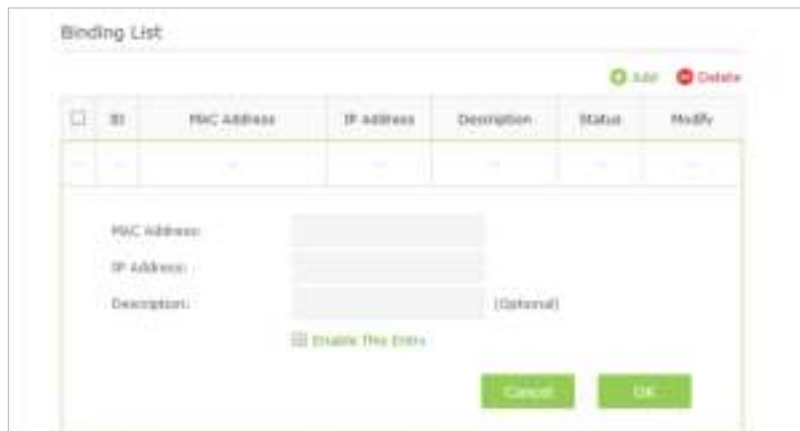 Binding List
Add Delete
ID MAC Address IP Address Description Status Modify
-- -- -- -- -- -- --
MAC Address:
IP Address:
Description: (Optional)
Enable This Entry
Cancel OK